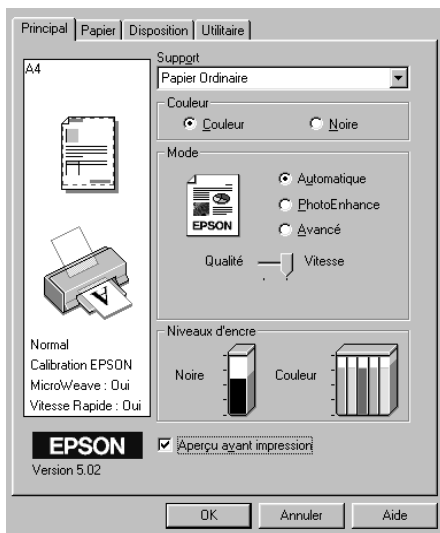 Principal Papier Disposition Utilitaire
A4
Support
Papier Ordinaire
Couleur
Couleur Noire
Mode
EPSON
Automatique
PhotoEnhance
Avancé
Qualité Vitesse
Normal
Calibration EPSON
MicroWeave : Oui
Vitesse Rapide : Oui
Niveaux d'encre
Noire Couleur
EPSON
Version 5.02
Aperçu avant impression
OK Annuler Aide